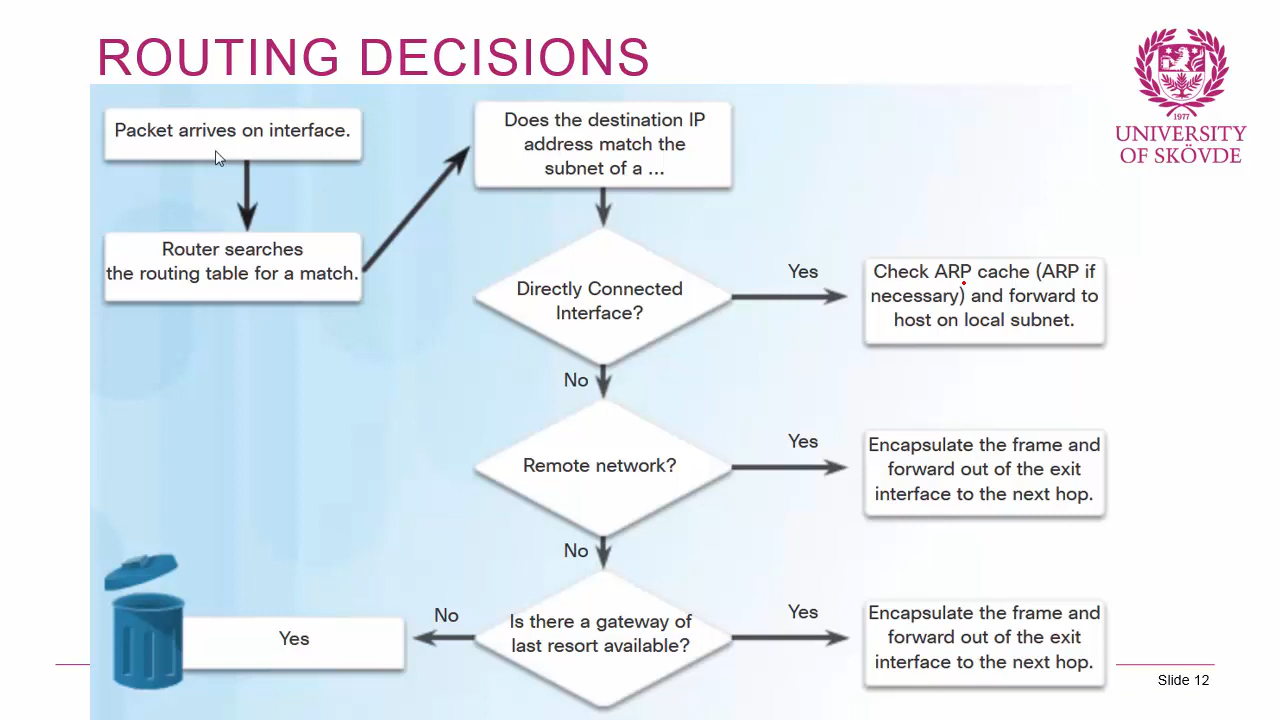 ROUTING DECISIONS
1977
UNIVERSITY
OF SKÖVDE
Packet arrives on interface.
Router searches
the routing table for a match.
Does the destination IP
address match the
subnet of a ...
Directly Connected
Interface?
Yes
Check ARP cache (ARP if
necessary) and forward to
host on local subnet.
No
Remote network?
Yes
Encapsulate the frame and
forward out of the exit
interface to the next hop.
No
Is there a gateway of
last resort available?
Yes
Encapsulate the frame and
forward out of the exit
interface to the next hop.
No
Yes
Slide 12